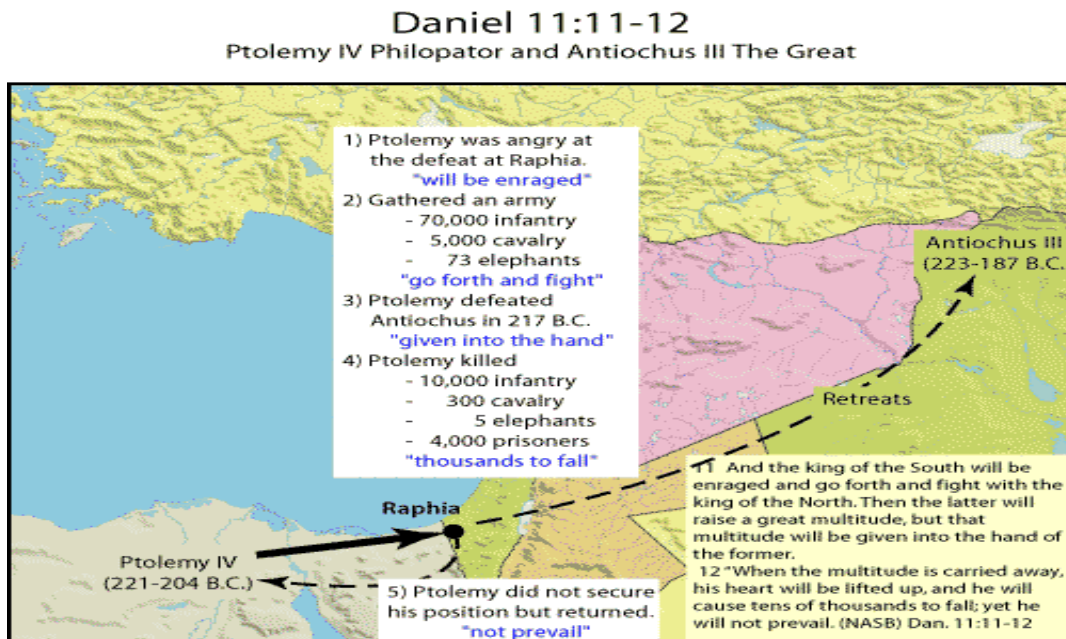 Daniel 11:11-12
Ptolemy IV Philopator and Antiochus III The Great
1) Ptolemy was angry at
the defeat at Raphia.
"will be enraged"
2) Gathered an army
- 70,000 infantry
- 5,000 cavalry
- 73 elephants
"go forth and fight"
3) Ptolemy defeated
Antiochus in 217 B.C.
"given into the hand"
4) Ptolemy killed
- 10,000 infantry
- 300 cavalry
- 5 elephants
- 4,000 prisoners
"thousands to fall"
Antiochus III
(223-187 B.C.
Retreats
Raphia
Ptolemy IV
(221-204 B.C.)
5) Ptolemy did not secure
his position but returned.
"not prevail"
11 And the king of the South will be
enraged and go forth and fight with the
king of the North. Then the latter will
raise a great multitude, but that
multitude will be given into the hand of
the former.
12 "When the multitude is carried away,
his heart will be lifted up, and he will
cause tens of thousands to fall; yet he
will not prevail. (NASB) Dan. 11:11-12